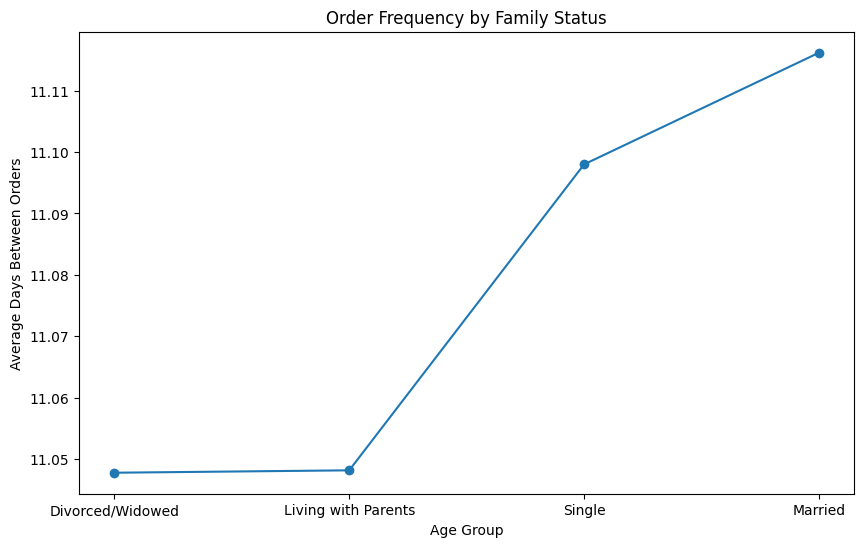 Order Frequency by Family Status
Average Days Between Orders
11.11
11.10
11.09
11.08
11.07
11.06
11.05
Divorced/Widowed
Living with Parents
Single
Married
Age Group